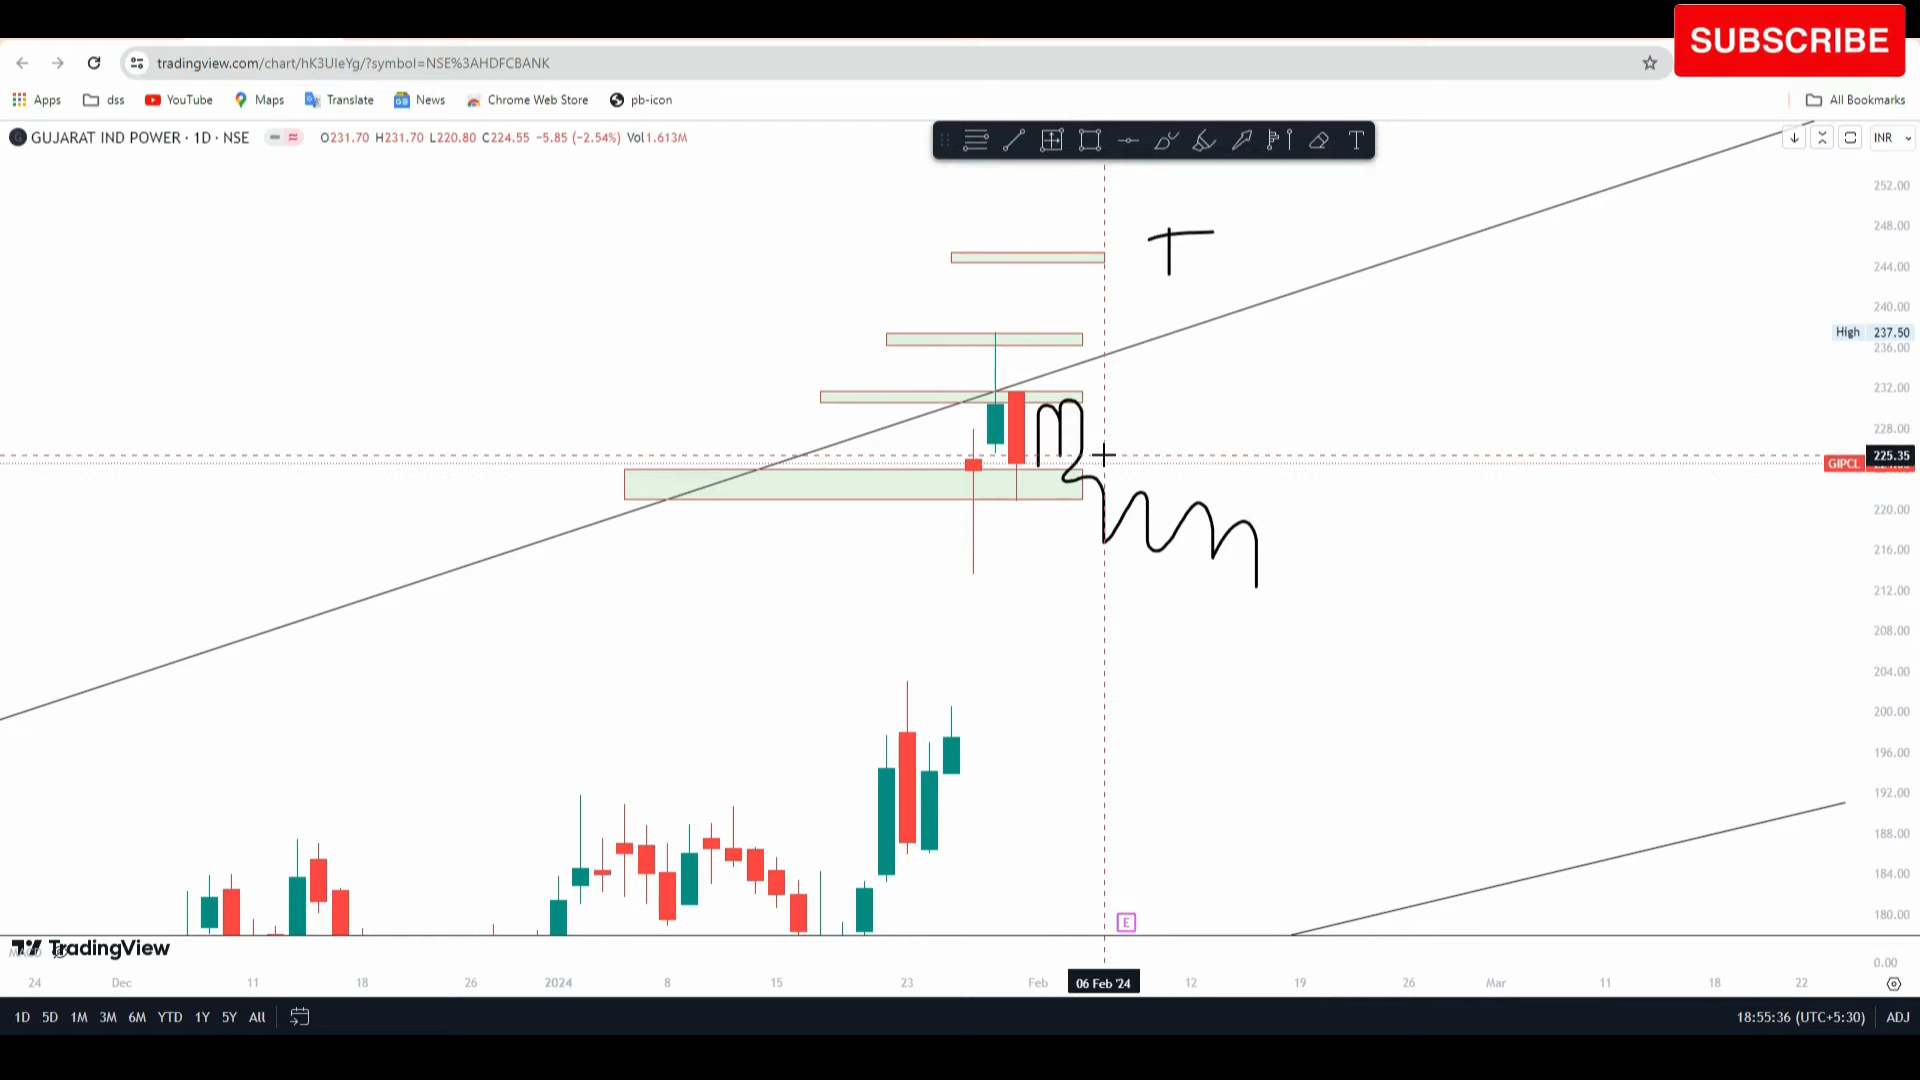 SUBSCRIBE
tradingview.com/chart/hK3UIeYg/?symbol=NSE%3AHDFCBANK
Apps dss YouTube Maps Translate News Chrome Web Store pb-icon All Bookmarks
GUJARAT IND POWER · 1D · NSE O231.70 H231.70 L220.80 C224.55 −5.85 (−2.54%) Vol1.613M
T
INR
252.00
248.00
T
244.00
240.00
High 237.50
236.00
232.00
228.00
225.35
GIPCL
220.00
216.00
212.00
208.00
204.00
200.00
196.00
192.00
188.00
184.00
E
180.00
TradingView
0.00
24 Dec 11 18 26 2024 8 15 23 Feb 06 Feb '24 12 19 26 Mar 11 18 22
1D 5D 1M 3M 6M YTD 1Y 5Y All 18:55:36 (UTC+5:30) ADJ